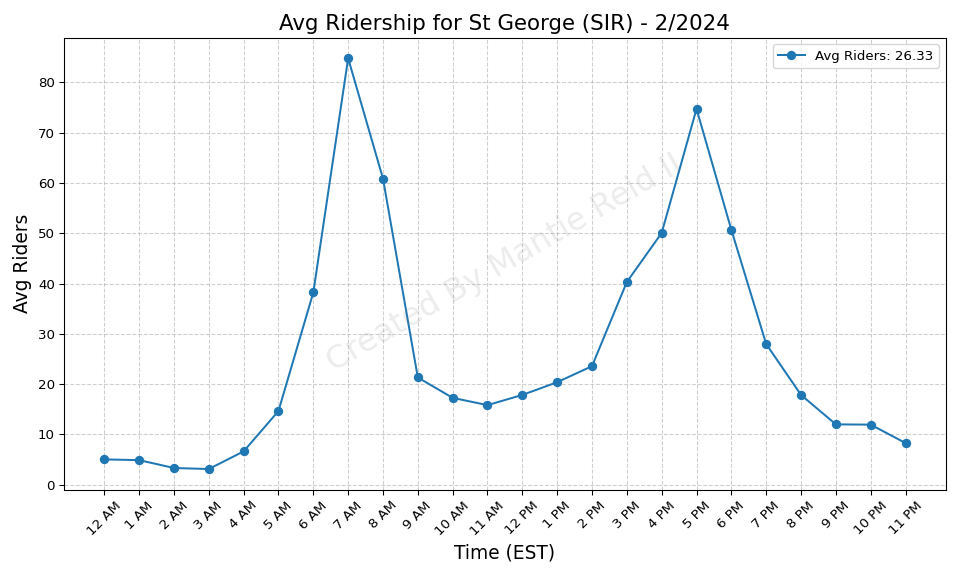 Avg Ridership for St George (SIR) - 2/2024
Avg Riders: 26.33
Avg Riders
80
70
60
50
40
30
20
10
0
Created By Mantle Reid II
12 AM
1 AM
2 AM
3 AM
4 AM
5 AM
6 AM
7 AM
8 AM
9 AM
10 AM
11 AM
12 PM
1 PM
2 PM
3 PM
4 PM
5 PM
6 PM
7 PM
8 PM
9 PM
10 PM
11 PM
Time (EST)